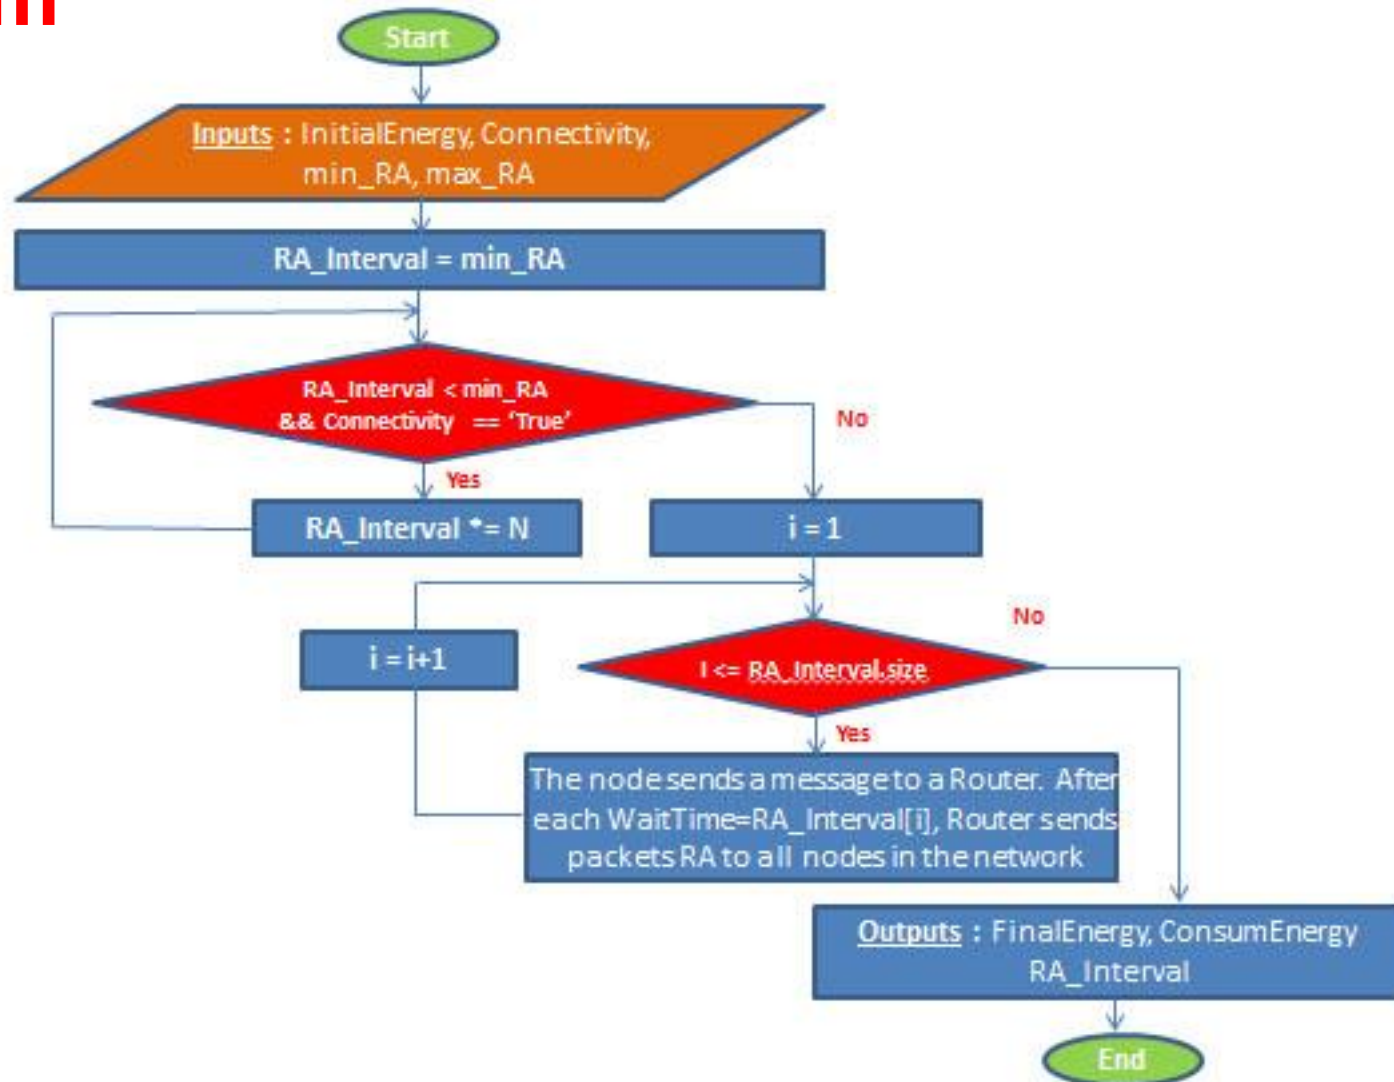 Start
Inputs : InitialEnergy, Connectivity,
min_RA, max_RA
RA_Interval = min_RA
RA_Interval < min_RA
&& Connectivity == ‘True’
No
Yes
RA_Interval *= N
i = 1
No
i = i+1
I <= RA_Interval.size
Yes
The node sends a message to a Router. After
each WaitTime=RA_Interval[i], Router sends
packets RA to all nodes in the network
Outputs : FinalEnergy, ConsumEnergy
RA_Interval
End